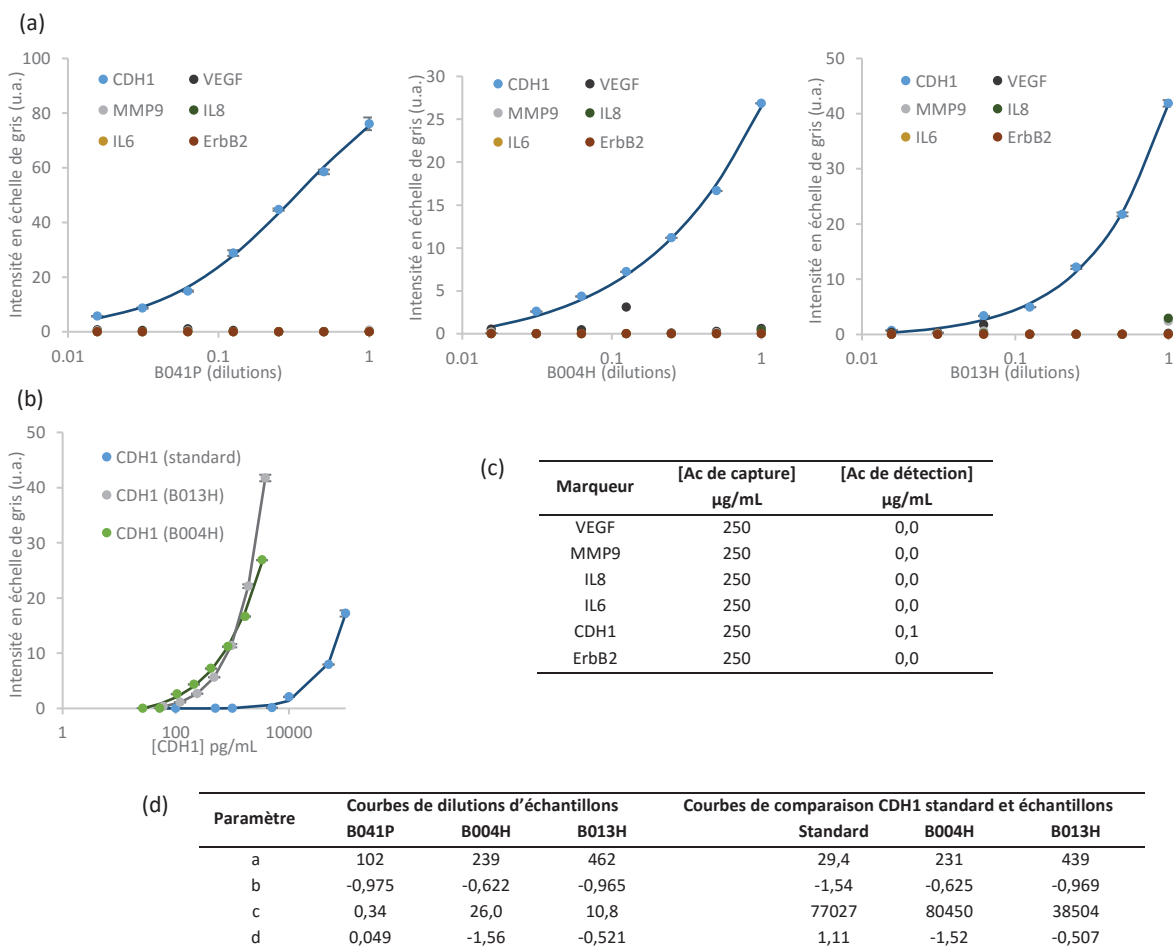 (a)
100
80
60
40
20
0
0.01
0.1
1
Intensité en échelle de gris (u.a.)
B041P (dilutions)
CDH1
VEGF
MMP9
IL8
IL6
ErbB2
30
25
20
15
10
5
0
0.01
0.1
1
Intensité en échelle de gris (u.a.)
B004H (dilutions)
CDH1
VEGF
MMP9
IL8
IL6
ErbB2
50
40
30
20
10
0
0.01
0.1
1
Intensité en échelle de gris (u.a.)
B013H (dilutions)
CDH1
VEGF
MMP9
IL8
IL6
ErbB2
(b)
50
40
30
20
10
0
1
100
10000
Intensité en échelle de gris (u.a.)
[CDH1] pg/mL
CDH1 (standard)
CDH1 (B013H)
CDH1 (B004H)
(c)
Marqueur [Ac de capture] µg/mL [Ac de détection] µg/mL
VEGF 250 0,0
MMP9 250 0,0
IL8 250 0,0
IL6 250 0,0
CDH1 250 0,1
ErbB2 250 0,0
(d)
Paramètre Courbes de dilutions d’échantillons Courbes de comparaison CDH1 standard et échantillons
B041P B004H B013H Standard B004H B013H
a 102 239 462 29,4 231 439
b -0,975 -0,622 -0,965 -1,54 -0,625 -0,969
c 0,34 26,0 10,8 77027 80450 38504
d 0,049 -1,56 -0,521 1,11 -1,52 -0,507